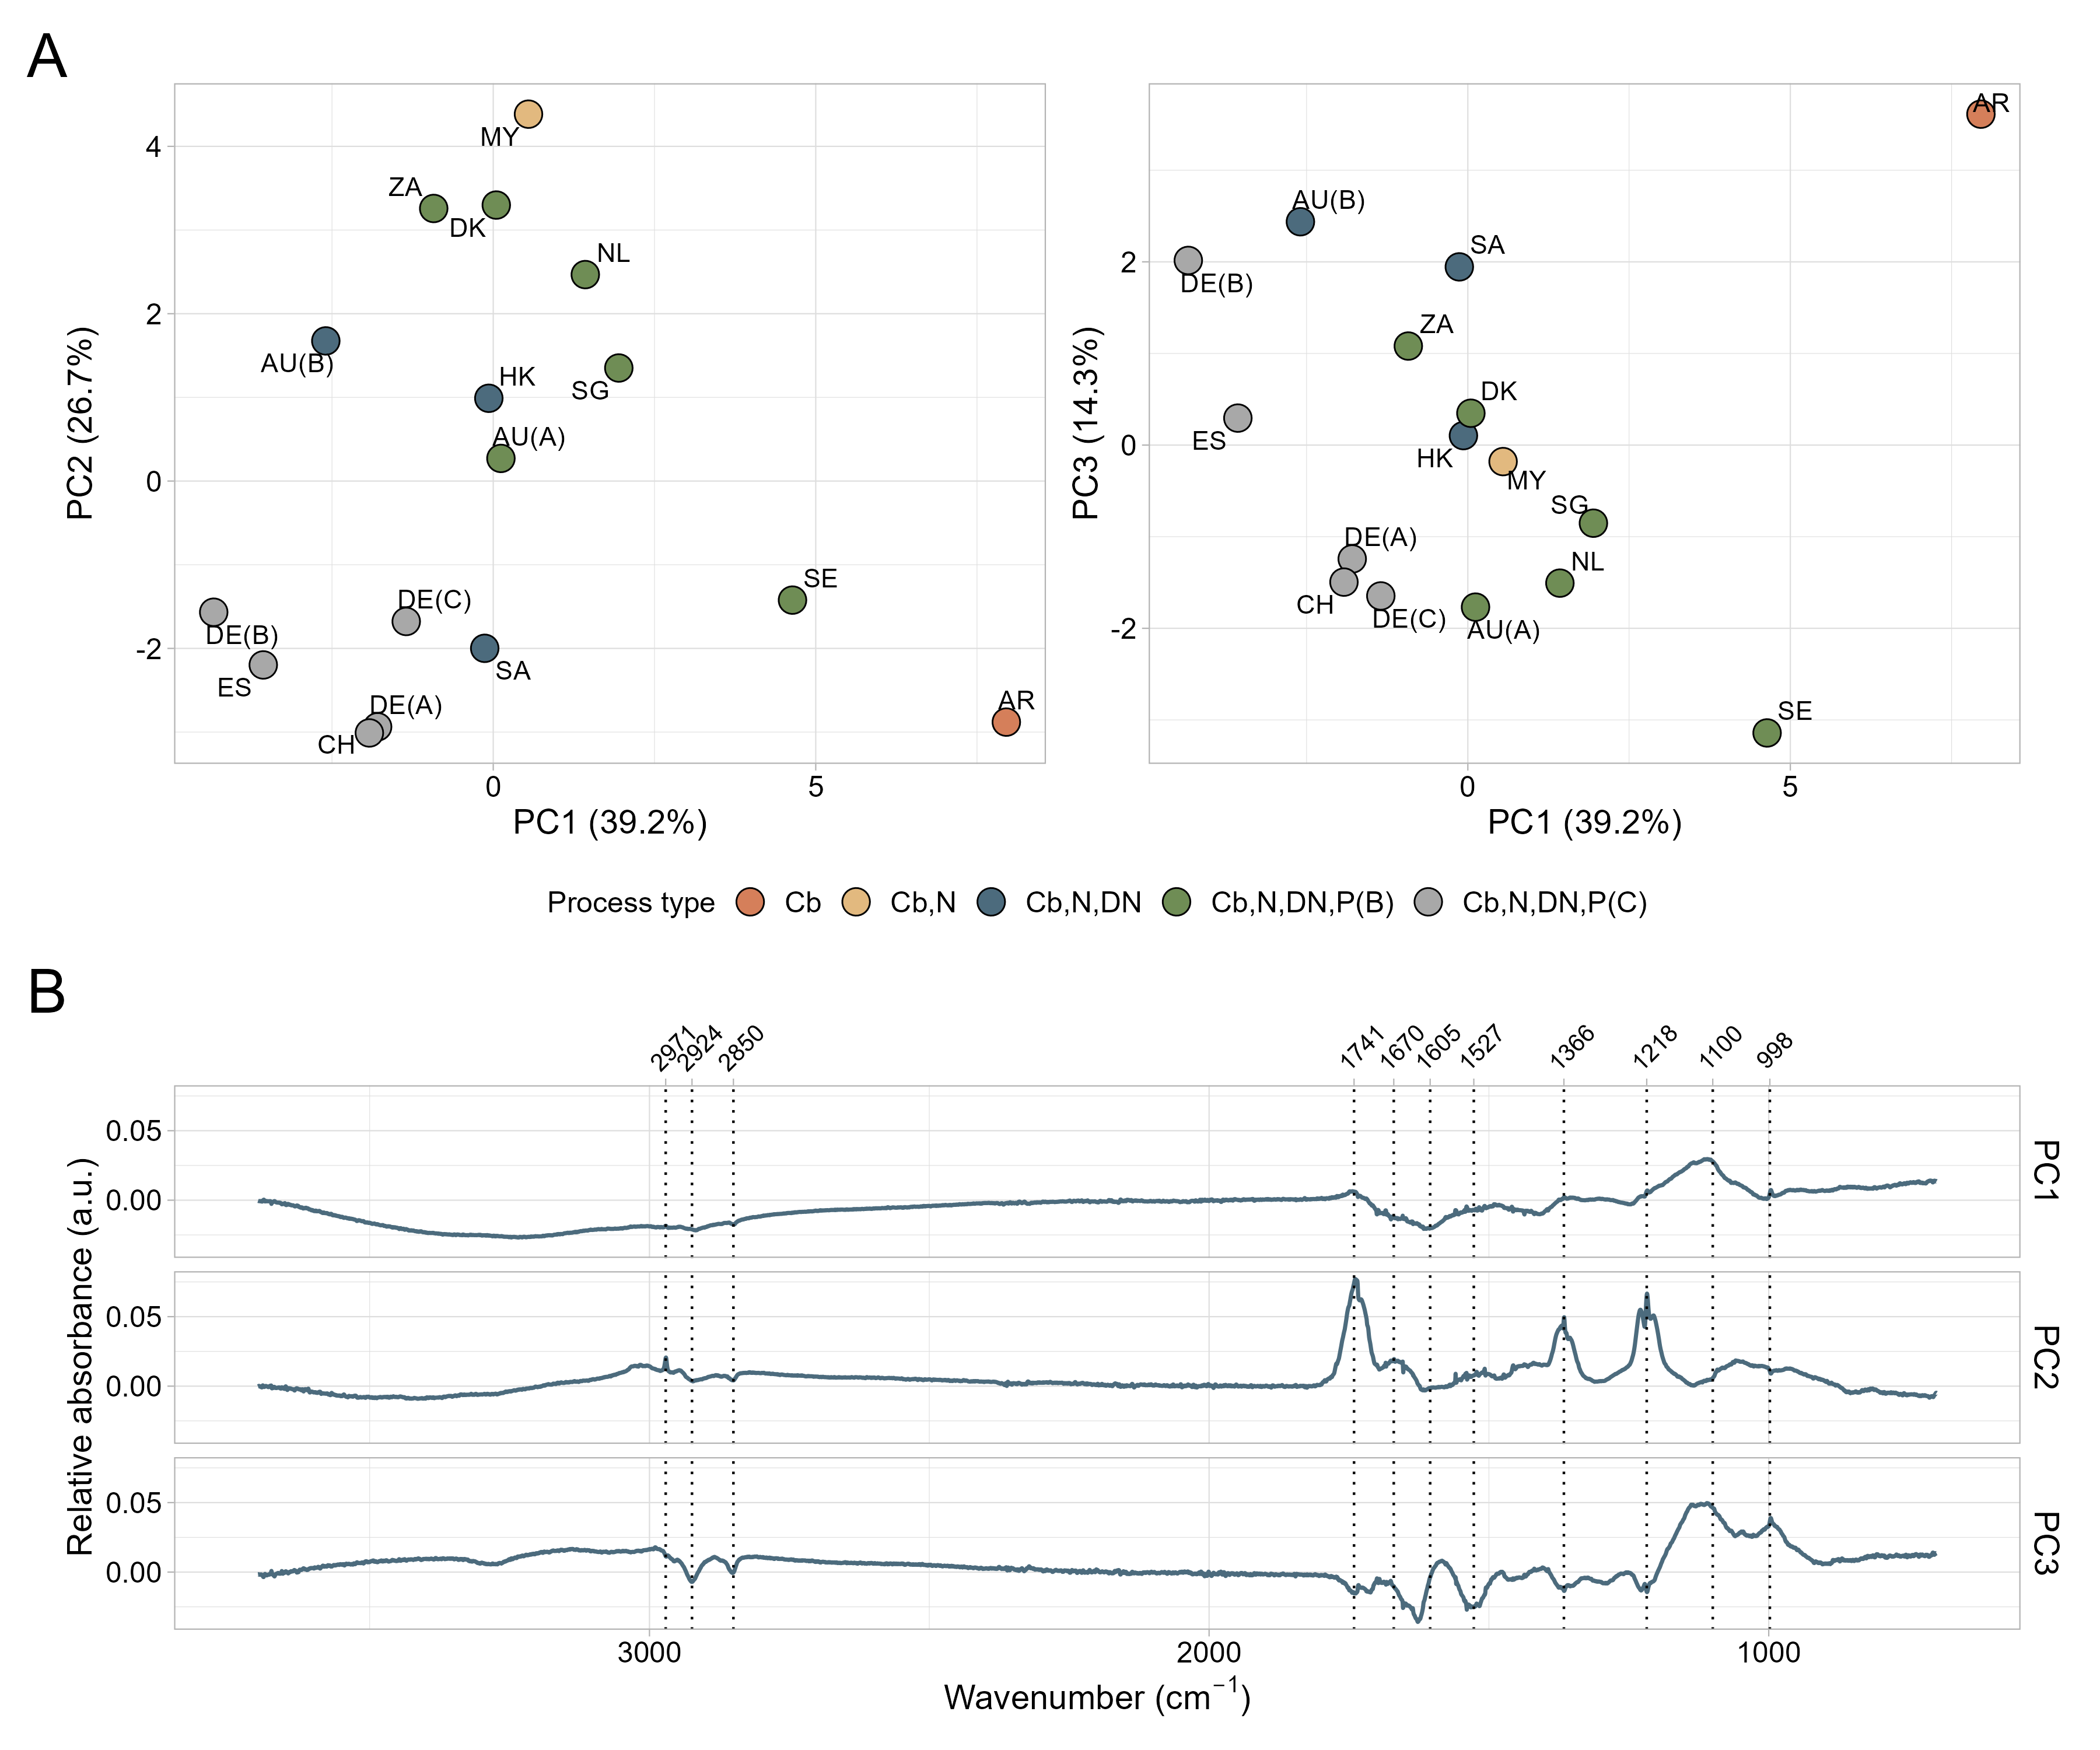 A
PC2 (26.7%)
4
2
0
-2
MY
ZA
DK
NL
AU(B)
HK
SG
AU(A)
SE
DE(C)
DE(B)
SA
ES
DE(A)
AR
CH
0 5
PC1 (39.2%)
PC3 (14.3%)
2
0
-2
AR
AU(B)
SA
DE(B)
ZA
DK
ES
HK
MY
SG
DE(A)
NL
CH
DE(C)
AU(A)
SE
0 5
PC1 (39.2%)
Process type Cb Cb,N Cb,N,DN Cb,N,DN,P(B) Cb,N,DN,P(C)
B
2971 2924 2850 1741 1670 1605 1527 1366 1218 1100 998
Relative absorbance (a.u.)
0.05
0.00
PC1
0.05
0.00
PC2
0.05
0.00
PC3
3000 2000 1000
Wavenumber (cm⁻¹)